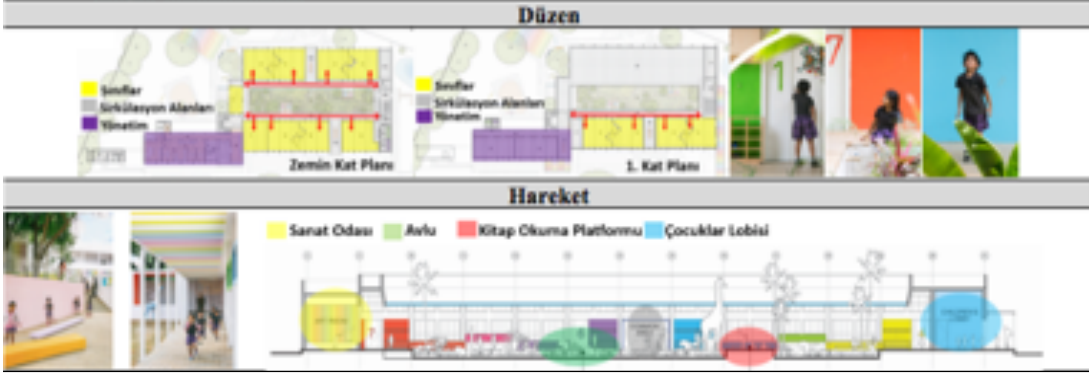 Düzen
Sınıflar
Sirkülasyon Alanları
Yönetim
Zemin Kat Planı
Sınıflar
Sirkülasyon Alanları
Yönetim
1. Kat Planı
1
7
Hareket
Sanat Odası
Avlu
Kitap Okuma Platformu
Çocuklar Lobisi